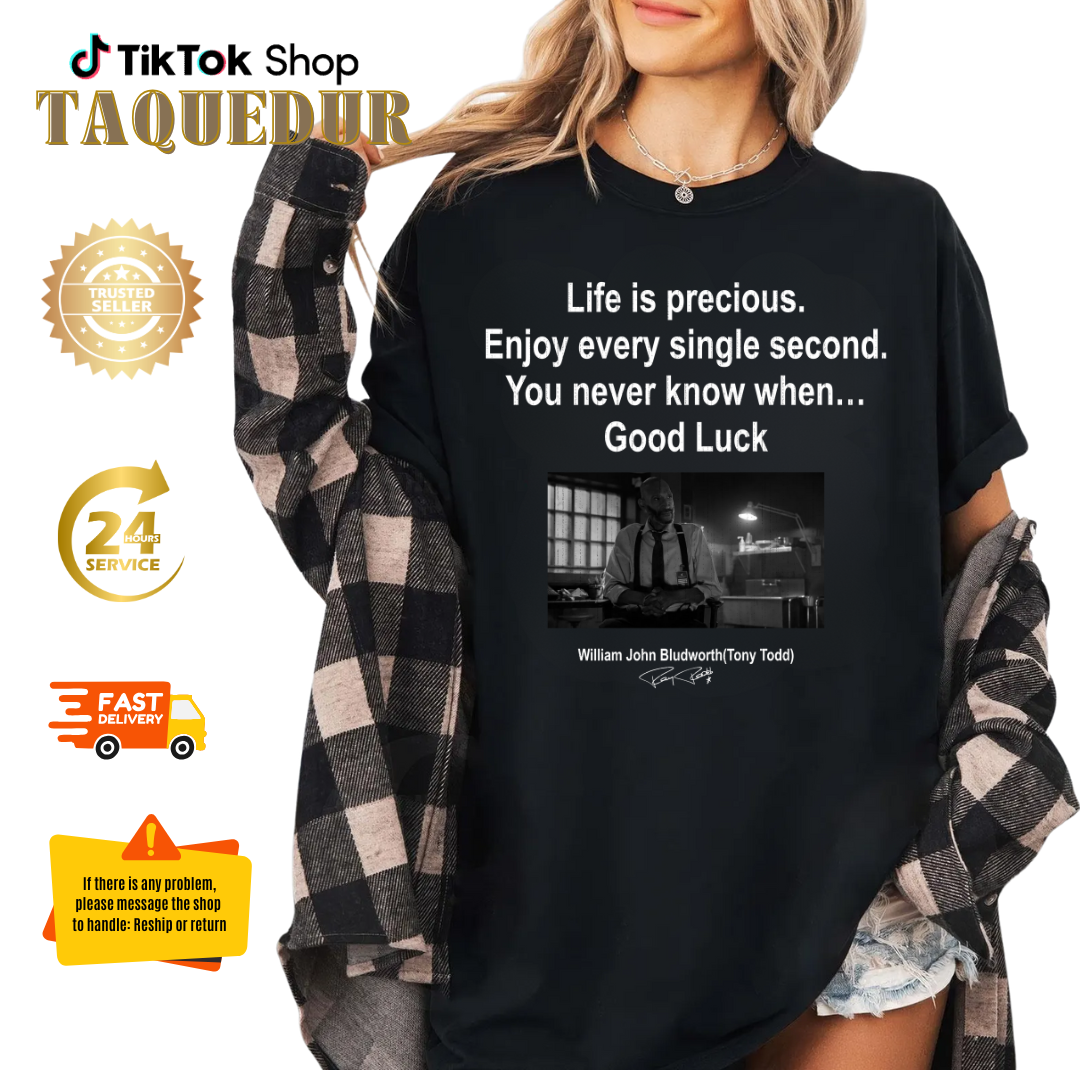 TikTok Shop
TAQUEDUR
TRUSTED
SELLER
24
HOURS
SERVICE
FAST
DELIVERY
If there is any problem,
please message the shop
to handle: Reship or return
Life is precious.
Enjoy every single second.
You never know when...
Good Luck
William John Bludworth(Tony Todd)